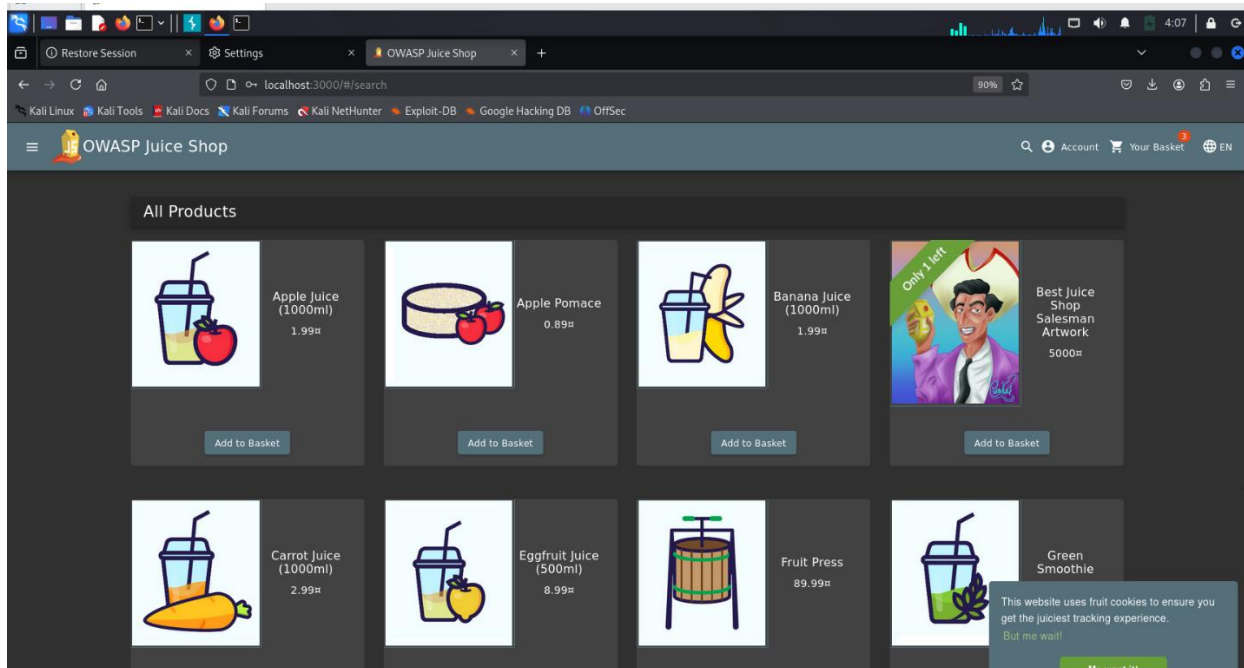 4:07
Restore Session
Settings
OWASP Juice Shop
localhost:3000/#/search
90%
Kali Linux Kali Tools Kali Docs Kali Forums Kali NetHunter Exploit-DB Google Hacking DB OffSec
OWASP Juice Shop
Account
Your Basket
3
EN
All Products
Apple Juice
(1000ml)
1.99¤
Add to Basket
Apple Pomace
0.89¤
Add to Basket
Banana Juice
(1000ml)
1.99¤
Add to Basket
Only 1 left
Best Juice
Shop
Salesman
Artwork
5000¤
Add to Basket
Carrot Juice
(1000ml)
2.99¤
Eggfruit Juice
(500ml)
8.99¤
Fruit Press
89.99¤
Green
Smoothie
This website uses fruit cookies to ensure you
get the juiciest tracking experience.
But me wait!